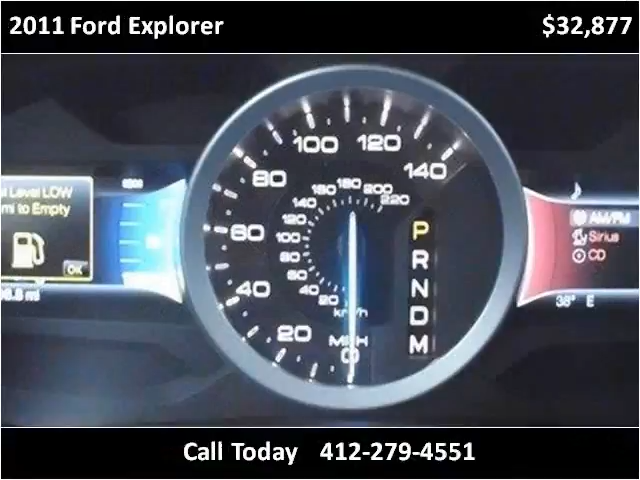 2011 Ford Explorer $32,877
Level LOW
mi to Empty
OK
mi
100 120
80 140
60
40
20
MPH
0
180
160 200
140 220
120
100
80
60
40
20
km/h
P
R
N
D
M
AM/FM
Sirius
CD
38° E
Call Today 412-279-4551